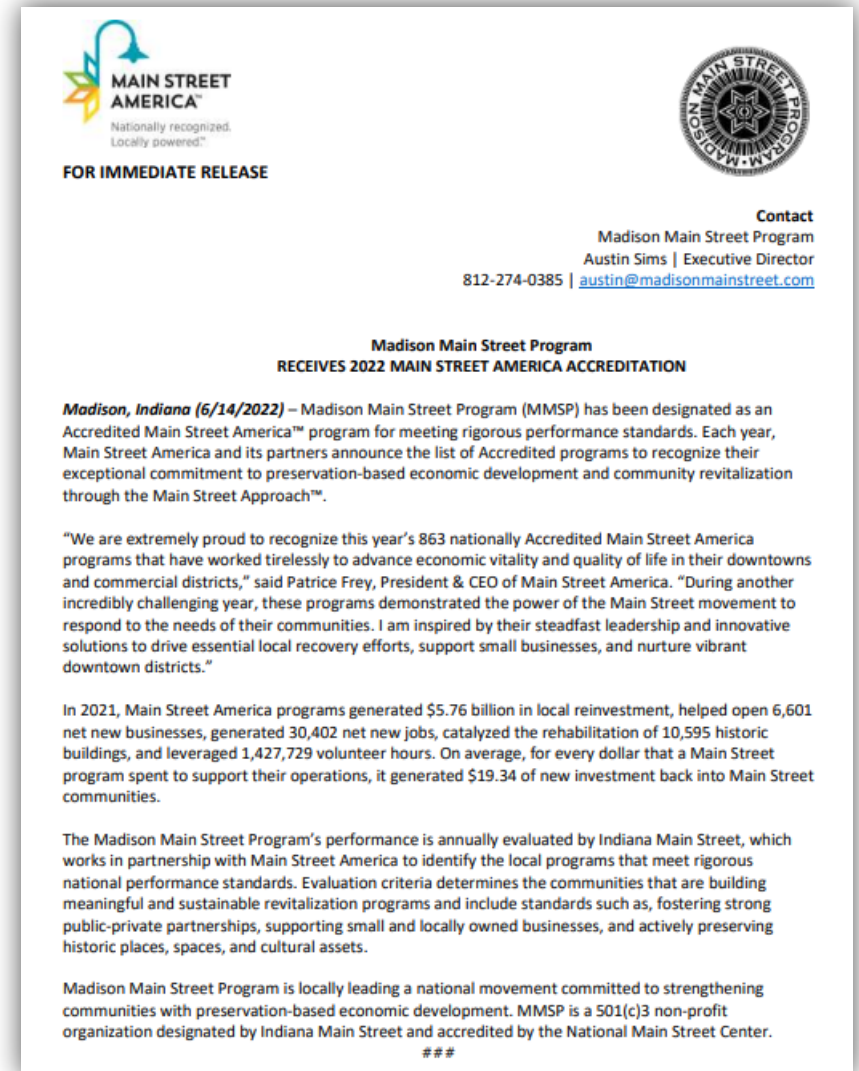 MAIN STREET
AMERICA™
Nationally recognized.
Locally powered.™
MADISON MAIN STREET PROGRAM
FOR IMMEDIATE RELEASE
Contact
Madison Main Street Program
Austin Sims | Executive Director
812-274-0385 | austin@madisonmainstreet.com
Madison Main Street Program
RECEIVES 2022 MAIN STREET AMERICA ACCREDITATION
Madison, Indiana (6/14/2022) – Madison Main Street Program (MMSP) has been designated as an
Accredited Main Street America™ program for meeting rigorous performance standards. Each year,
Main Street America and its partners announce the list of Accredited programs to recognize their
exceptional commitment to preservation-based economic development and community revitalization
through the Main Street Approach™.
“We are extremely proud to recognize this year’s 863 nationally Accredited Main Street America
programs that have worked tirelessly to advance economic vitality and quality of life in their downtowns
and commercial districts,” said Patrice Frey, President & CEO of Main Street America. “During another
incredibly challenging year, these programs demonstrated the power of the Main Street movement to
respond to the needs of their communities. I am inspired by their steadfast leadership and innovative
solutions to drive essential local recovery efforts, support small businesses, and nurture vibrant
downtown districts.”
In 2021, Main Street America programs generated $5.76 billion in local reinvestment, helped open 6,601
net new businesses, generated 30,402 net new jobs, catalyzed the rehabilitation of 10,595 historic
buildings, and leveraged 1,427,729 volunteer hours. On average, for every dollar that a Main Street
program spent to support their operations, it generated $19.34 of new investment back into Main Street
communities.
The Madison Main Street Program’s performance is annually evaluated by Indiana Main Street, which
works in partnership with Main Street America to identify the local programs that meet rigorous
national performance standards. Evaluation criteria determines the communities that are building
meaningful and sustainable revitalization programs and include standards such as, fostering strong
public-private partnerships, supporting small and locally owned businesses, and actively preserving
historic places, spaces, and cultural assets.
Madison Main Street Program is locally leading a national movement committed to strengthening
communities with preservation-based economic development. MMSP is a 501(c)3 non-profit
organization designated by Indiana Main Street and accredited by the National Main Street Center.
###